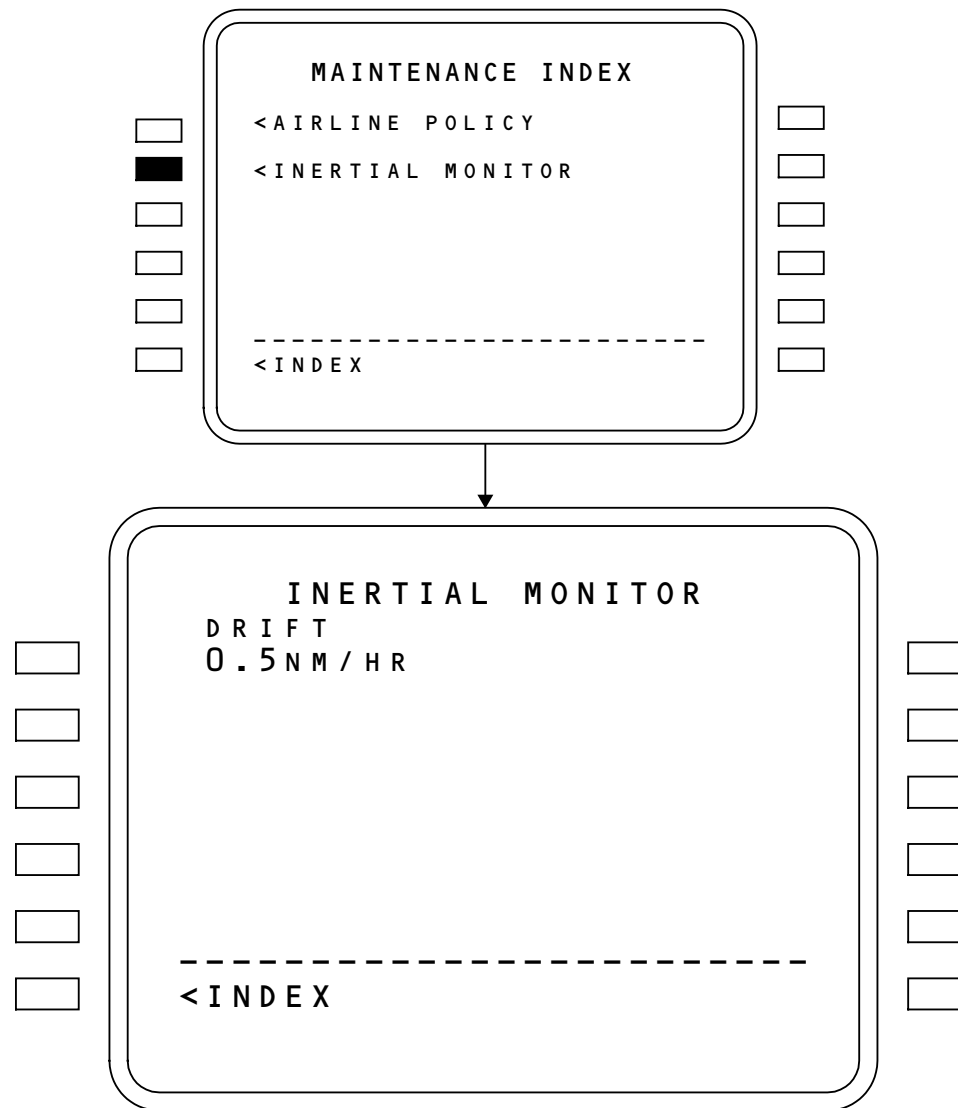 MAINTENANCE INDEX
<AIRLINE POLICY
<INERTIAL MONITOR
------------------------
<INDEX
INERTIAL MONITOR
DRIFT
0.5NM/HR
------------------------
<INDEX